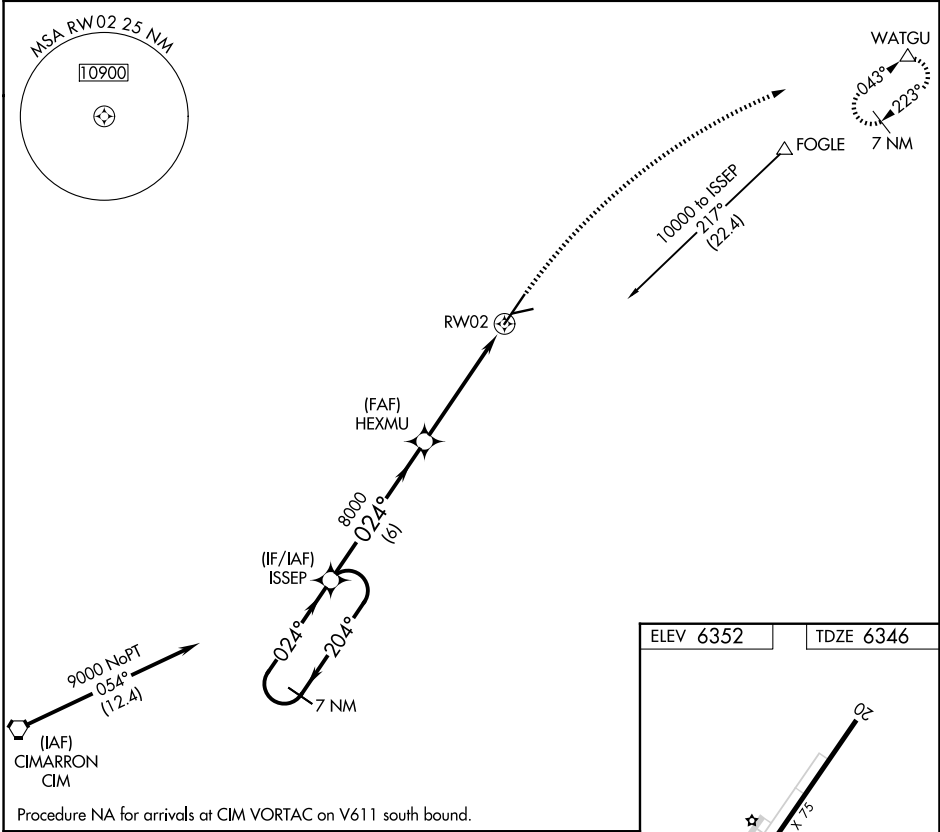 MSA RW02 25 NM
10900
WATGU
043°
223°
7 NM
FOGLE
10000 to ISSEP
217°
(22.4)
RW02
(FAF)
HEXMU
8000
024°
(6)
(IF/IAF)
ISSEP
024°
204°
7 NM
9000 NoPT
054°
(12.4)
(IAF)
CIMARRON
CIM
Procedure NA for arrivals at CIM VORTAC on V611 south bound.
ELEV 6352
TDZE 6346
20
X 75